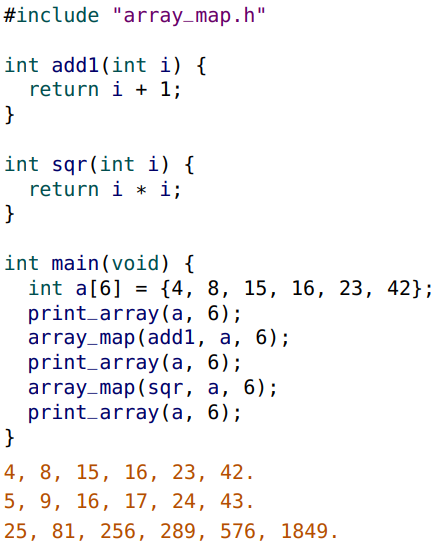 #include "array_map.h"
int add1(int i) {
return i + 1;
}
int sqr(int i) {
return i * i;
}
int main(void) {
int a[6] = {4, 8, 15, 16, 23, 42};
print_array(a, 6);
array_map(add1, a, 6);
print_array(a, 6);
array_map(sqr, a, 6);
print_array(a, 6);
}
4, 8, 15, 16, 23, 42.
5, 9, 16, 17, 24, 43.
25, 81, 256, 289, 576, 1849.